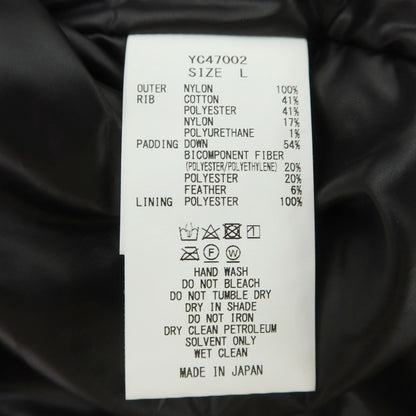 YC47002
SIZE L
OUTER NYLON 100%
RIB COTTON 41%
POLYESTER 41%
NYLON 17%
POLYURETHANE 1%
PADDING DOWN 54%
BICOMPONENT FIBER
(POLYESTER/POLYETHYLENE) 20%
POLYESTER 20%
FEATHER 6%
LINING POLYESTER 100%
F W
HAND WASH
DO NOT BLEACH
DO NOT TUMBLE DRY
DRY IN SHADE
DO NOT IRON
DRY CLEAN PETROLEUM
SOLVENT ONLY
WET CLEAN
MADE IN JAPAN